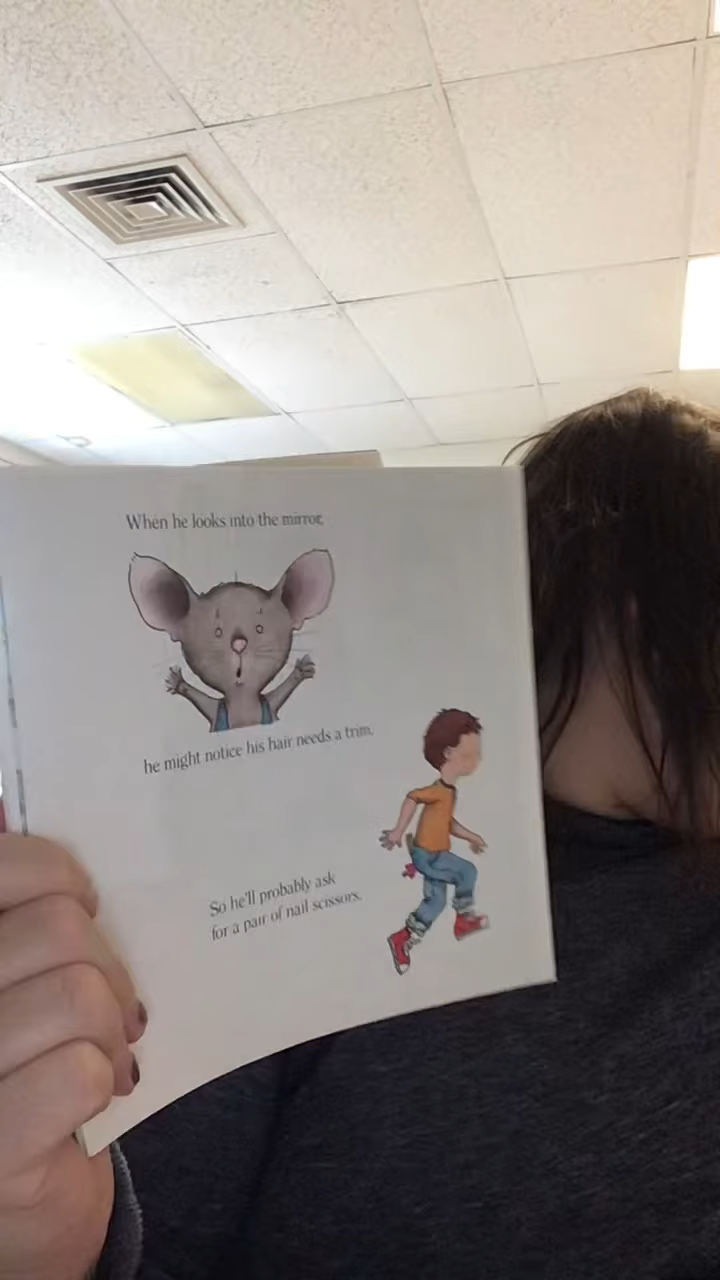 When he looks into the mirror,
he might notice his hair needs a trim.
So he'll probably ask
for a pair of nail scissors.